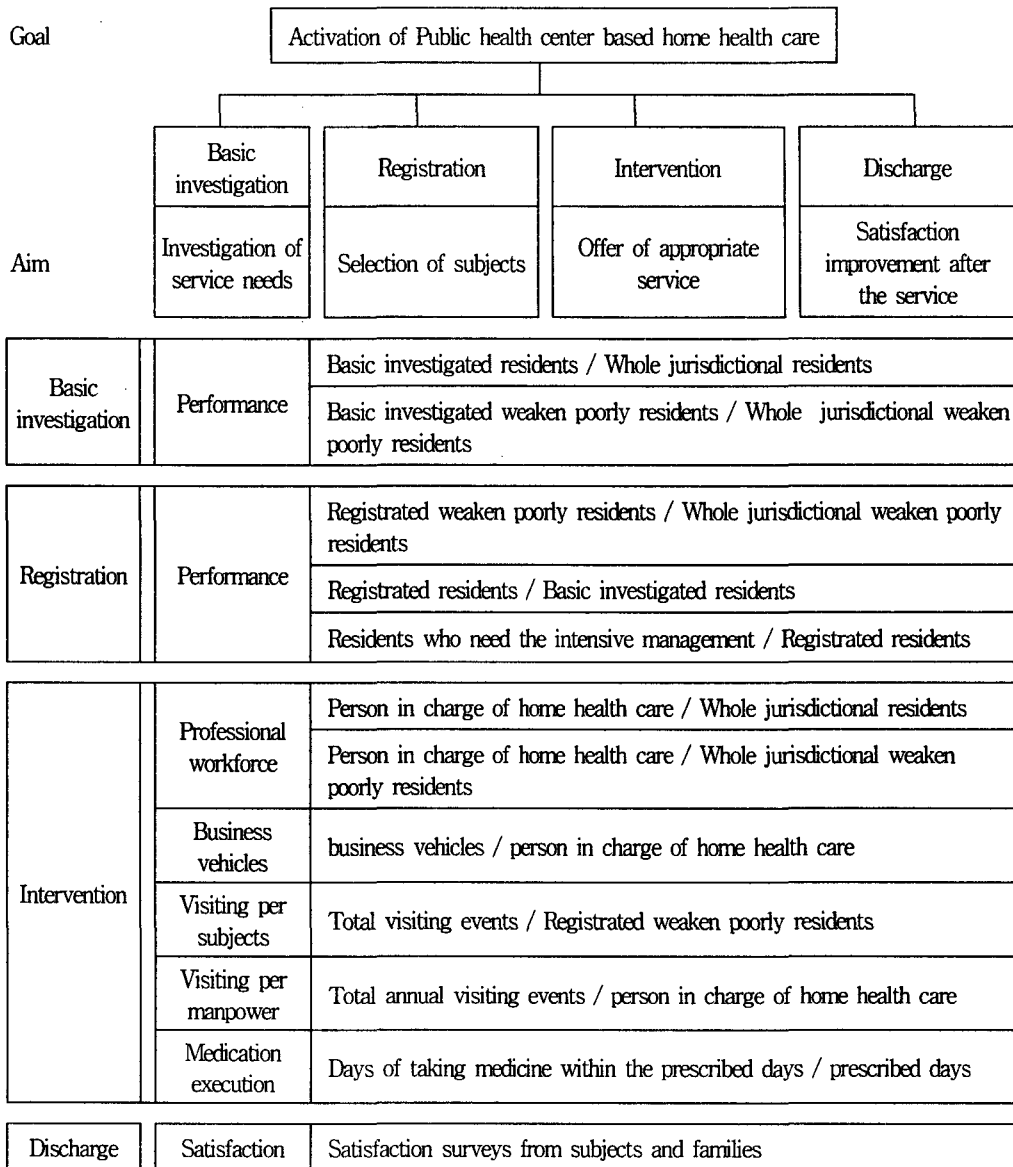 Goal
Activation of Public health center based home health care
Basic
investigation
Registration
Intervention
Discharge
Aim
Investigation of
service needs
Selection of subjects
Offer of appropriate
service
Satisfaction
improvement after
the service
Basic
investigation
Performance
Basic investigated residents / Whole jurisdictional residents
Basic investigated weaken poorly residents / Whole jurisdictional weaken
poorly residents
Registration
Performance
Registrated weaken poorly residents / Whole jurisdictional weaken poorly
residents
Registrated residents / Basic investigated residents
Residents who need the intensive management / Registrated residents
Intervention
Professional
workforce
Person in charge of home health care / Whole jurisdictional residents
Person in charge of home health care / Whole jurisdictional weaken
poorly residents
Business
vehicles
business vehicles / person in charge of home health care
Visiting per
subjects
Total visiting events / Registrated weaken poorly residents
Visiting per
manpower
Total annual visiting events / person in charge of home health care
Medication
execution
Days of taking medicine within the prescribed days / prescribed days
Discharge
Satisfaction
Satisfaction surveys from subjects and families